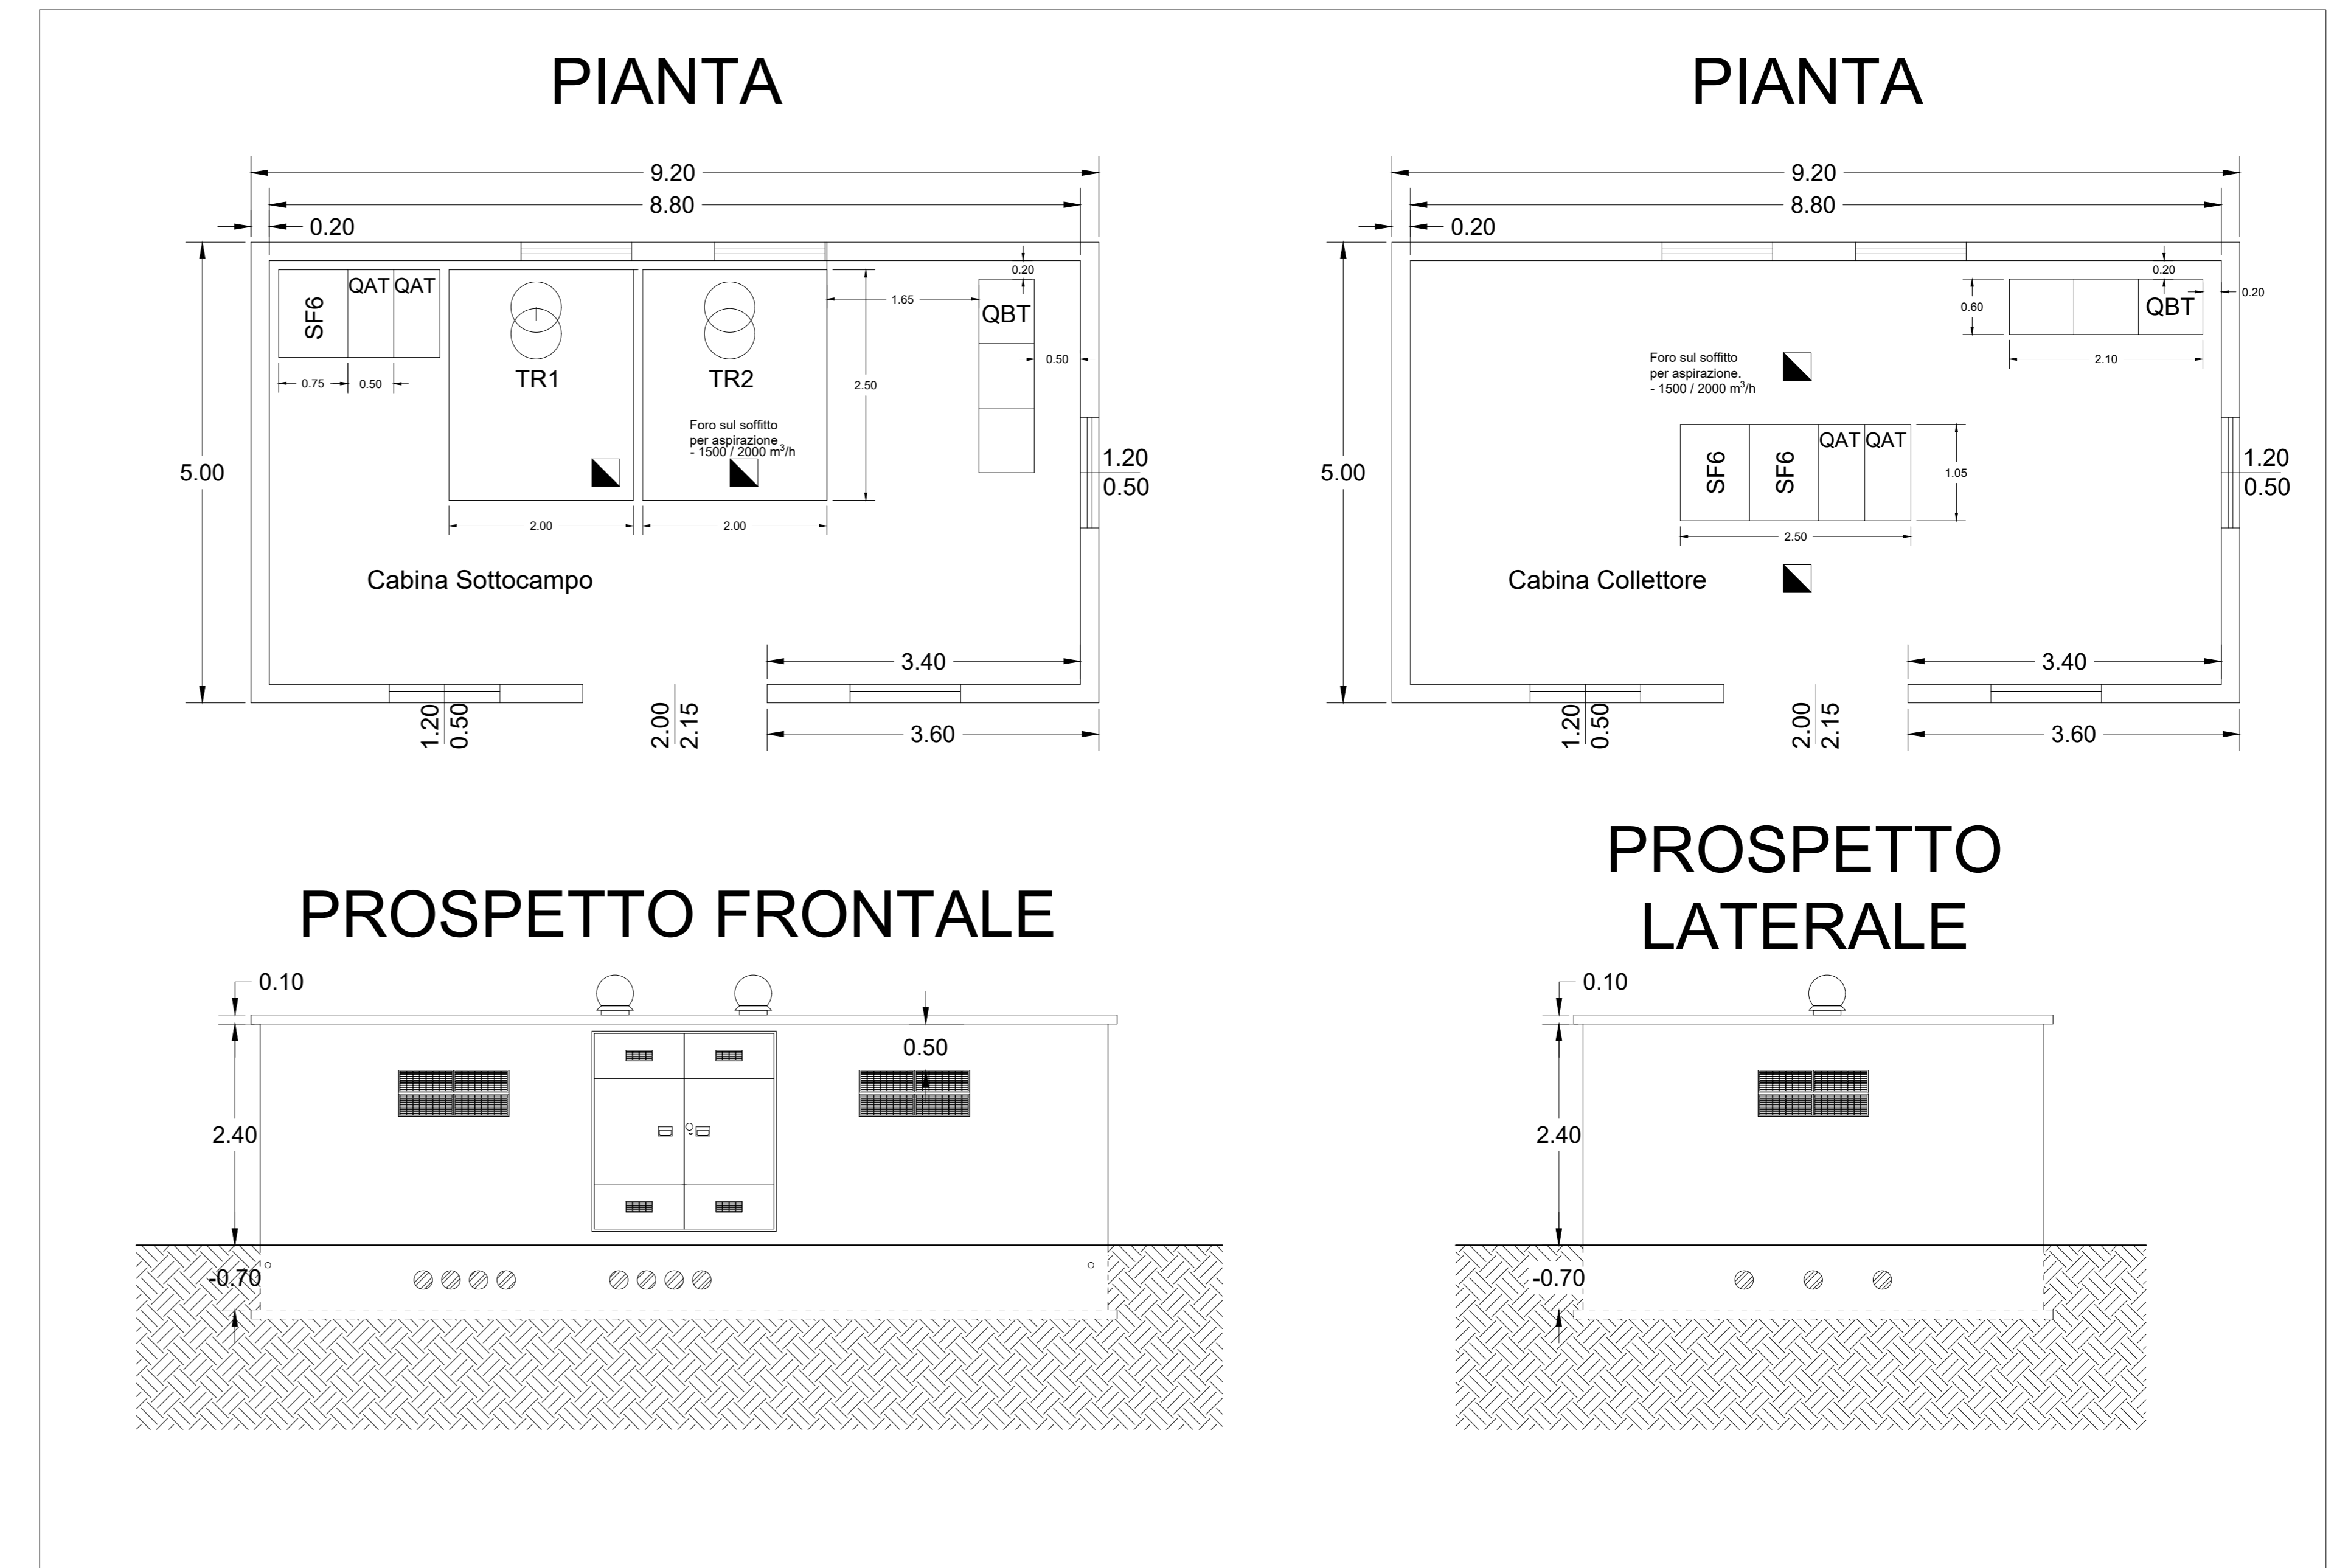 PIANTA
9.20
8.80
0.20
5.00
SF6
QAT
QAT
0.75
0.50
TR1
TR2
Foro sul soffitto
per aspirazione
- 1500 / 2000 m³/h
2.00
2.00
2.50
1.65
0.20
QBT
0.50
1.20
0.50
Cabina Sottocampo
3.40
1.20
0.50
2.00
2.15
3.60
PIANTA
9.20
8.80
0.20
5.00
0.20
0.20
0.60
QBT
2.10
Foro sul soffitto
per aspirazione.
- 1500 / 2000 m³/h
SF6
SF6
QAT
QAT
1.05
2.50
1.20
0.50
Cabina Collettore
3.40
1.20
0.50
2.00
2.15
3.60
PROSPETTO FRONTALE
0.10
0.50
2.40
-0.70
PROSPETTO
LATERALE
0.10
2.40
-0.70